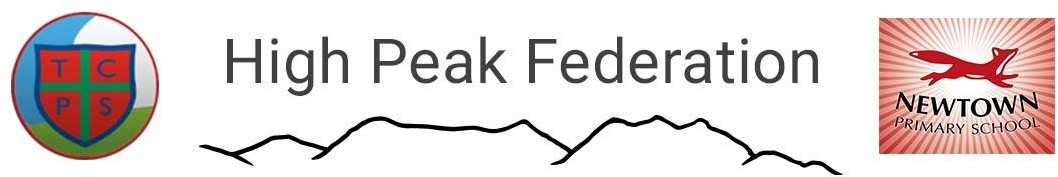 T C
P S
High Peak Federation
NEWTOWN
PRIMARY SCHOOL